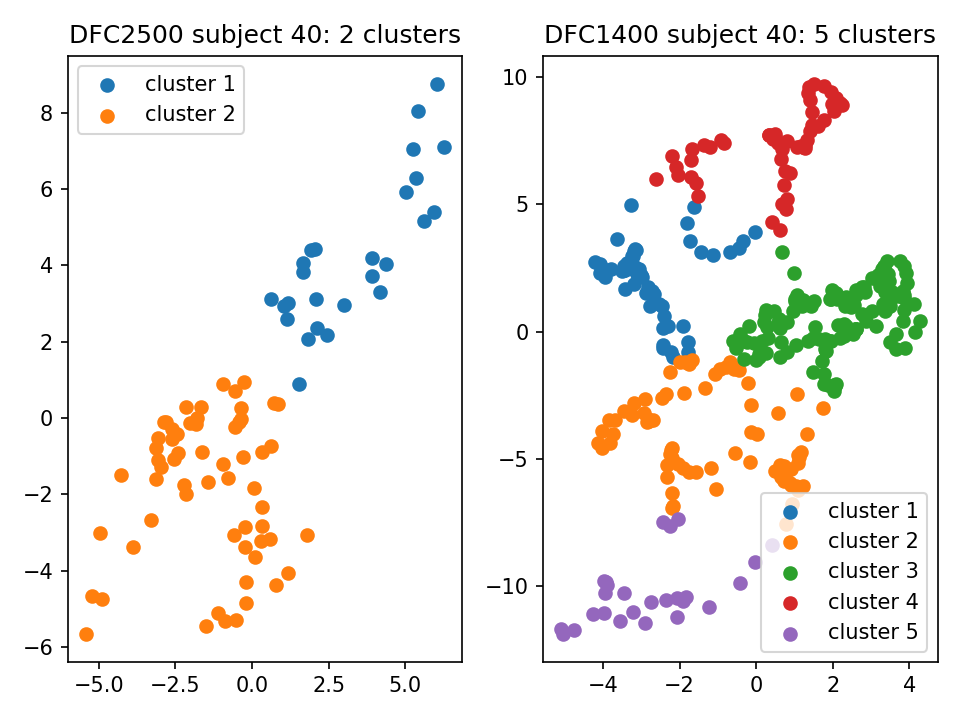 DFC2500 subject 40: 2 clusters
cluster 1
cluster 2
8
6
4
2
0
−2
−4
−6
−5.0 −2.5 0.0 2.5 5.0
DFC1400 subject 40: 5 clusters
10
5
0
−5
−10
cluster 1
cluster 2
cluster 3
cluster 4
cluster 5
−4 −2 0 2 4